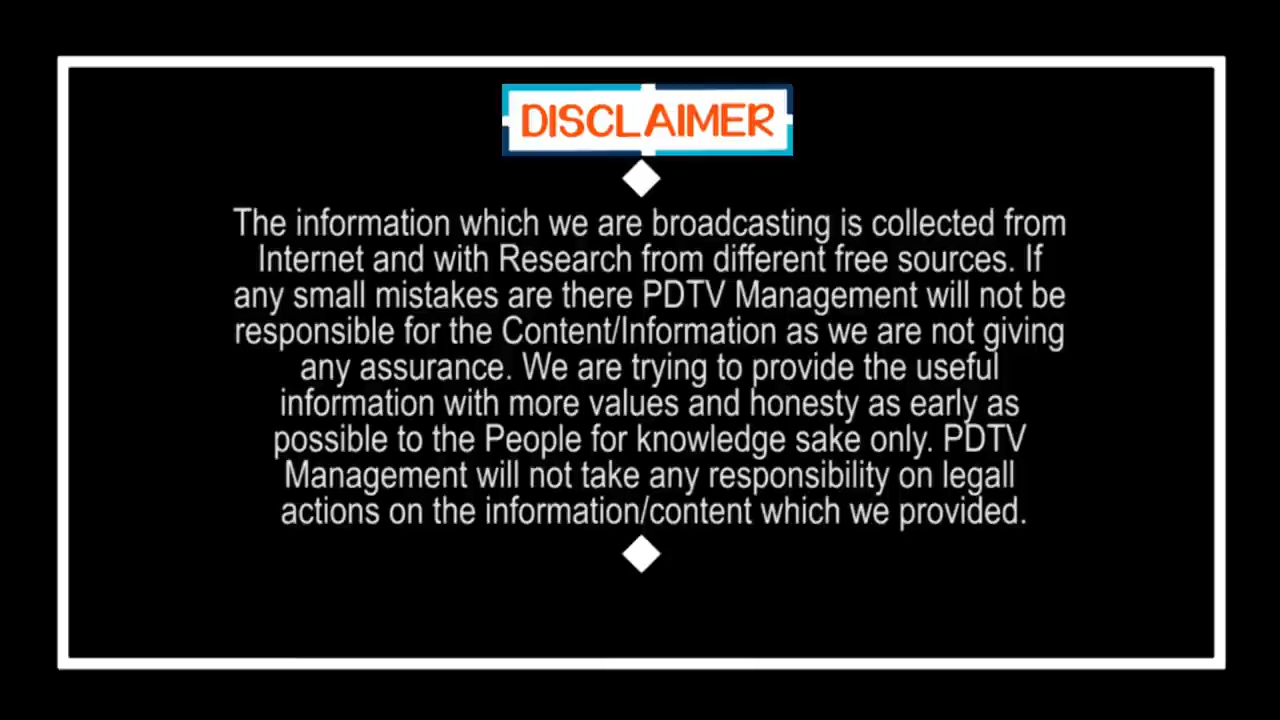 DISCLAIMER
The information which we are broadcasting is collected from
Internet and with Research from different free sources. If
any small mistakes are there PDTV Management will not be
responsible for the Content/Information as we are not giving
any assurance. We are trying to provide the useful
information with more values and honesty as early as
possible to the People for knowledge sake only. PDTV
Management will not take any responsibility on legall
actions on the information/content which we provided.